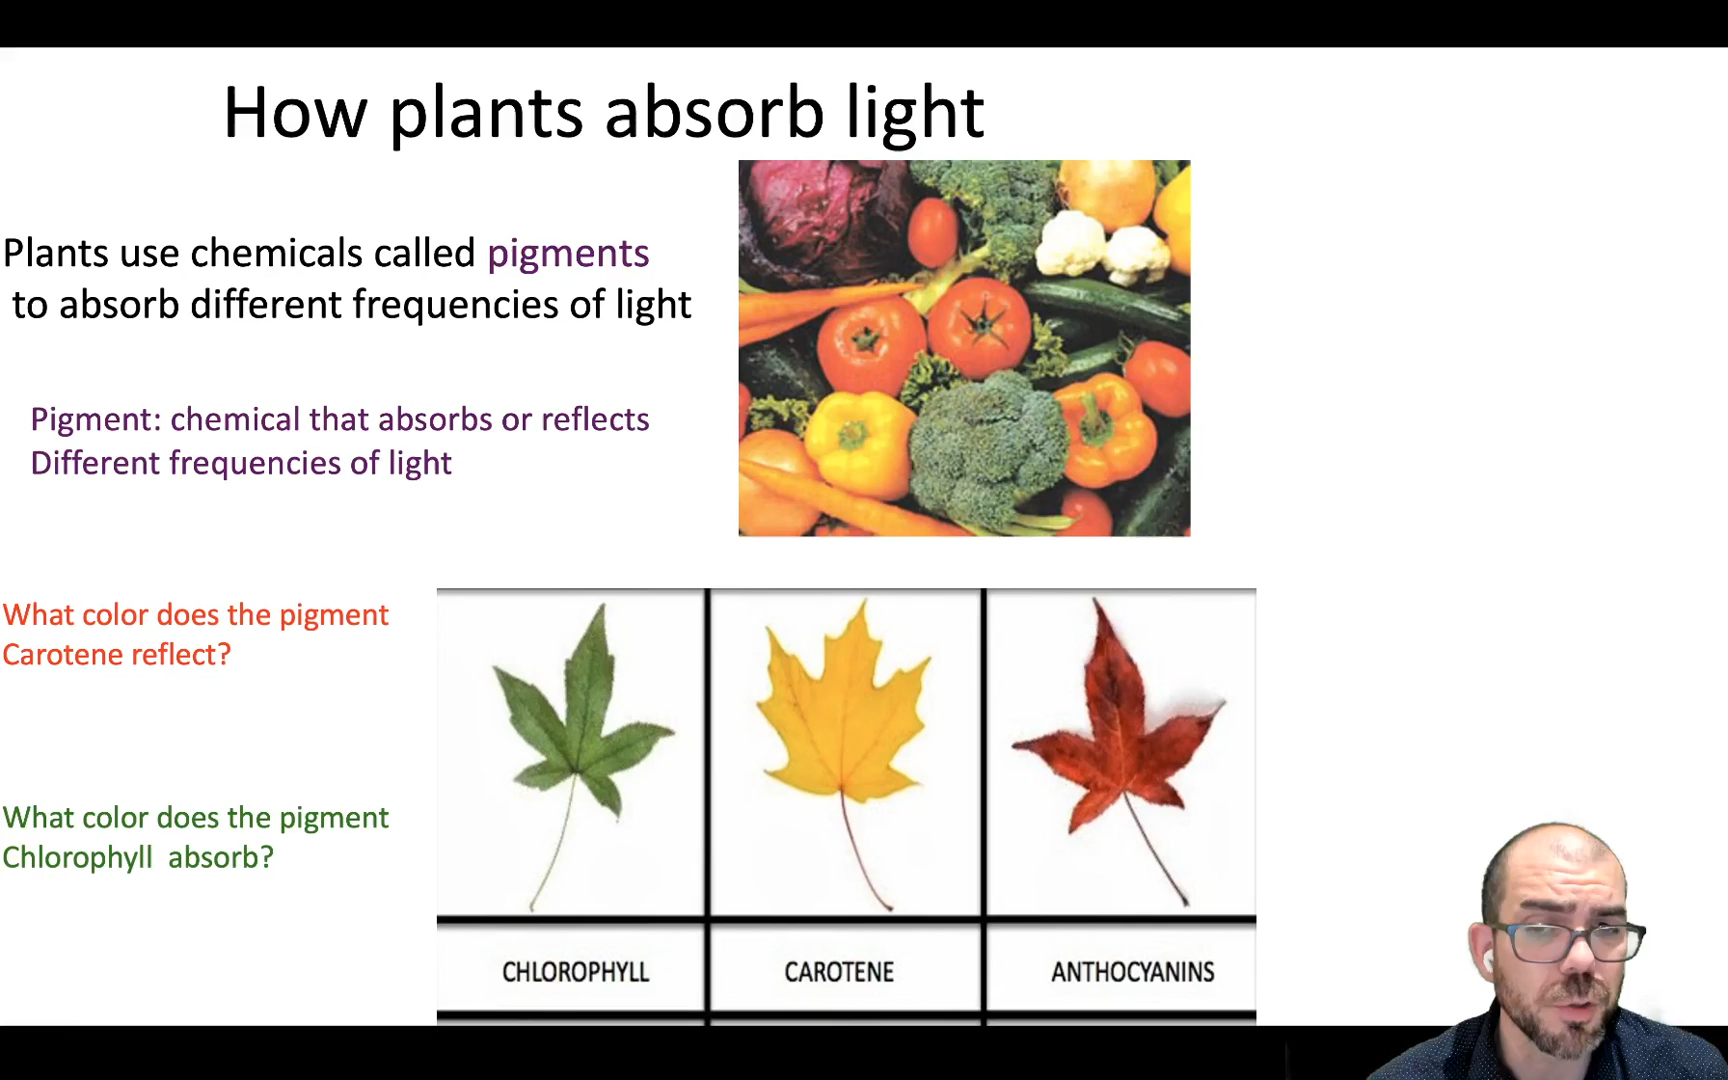 How plants absorb light
Plants use chemicals called pigments
to absorb different frequencies of light
Pigment: chemical that absorbs or reflects
Different frequencies of light
What color does the pigment
Carotene reflect?
What color does the pigment
Chlorophyll absorb?
CHLOROPHYLL
CAROTENE
ANTHOCYANINS